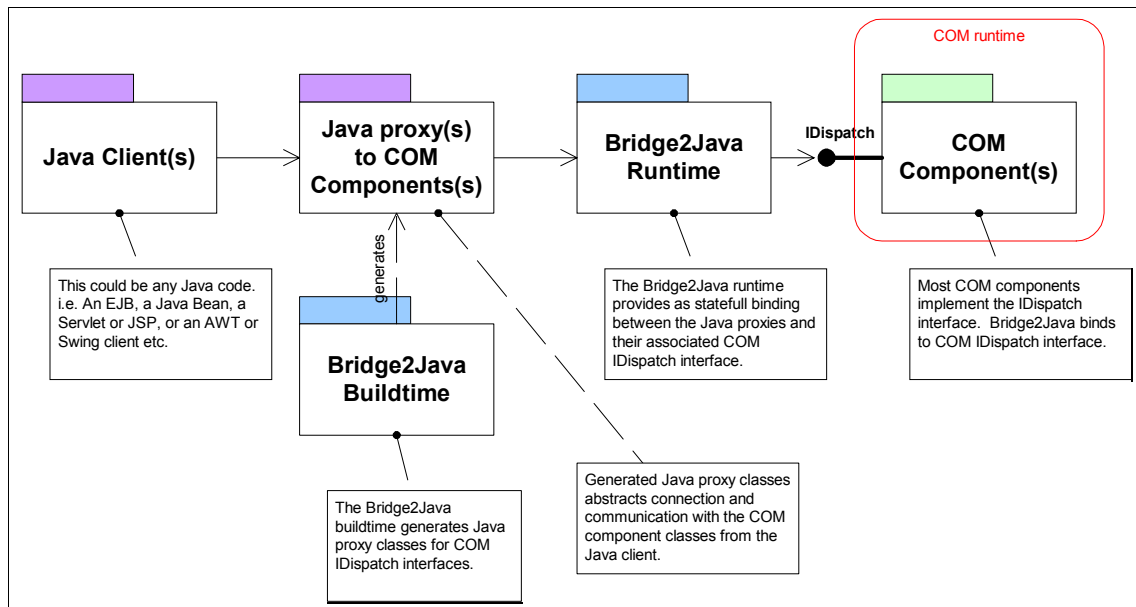 COM runtime
Java Client(s)
Java proxy(s)
to COM
Components(s)
Bridge2Java
Runtime
IDispatch
COM
Component(s)
generates
This could be any Java code.
i.e. An EJB, a Java Bean, a
Servlet or JSP, or an AWT or
Swing client etc.
Bridge2Java
Buildtime
The Bridge2Java runtime
provides as statefull binding
between the Java proxies and
their associated COM
IDispatch interface.
Most COM components
implement the IDispatch
interface.  Bridge2Java binds
to COM IDispatch interface.
The Bridge2Java
buildtime generates Java
proxy classes for COM
IDispatch interfaces.
Generated Java proxy classes
abstracts connection and
communication with the COM
component classes from the
Java client.